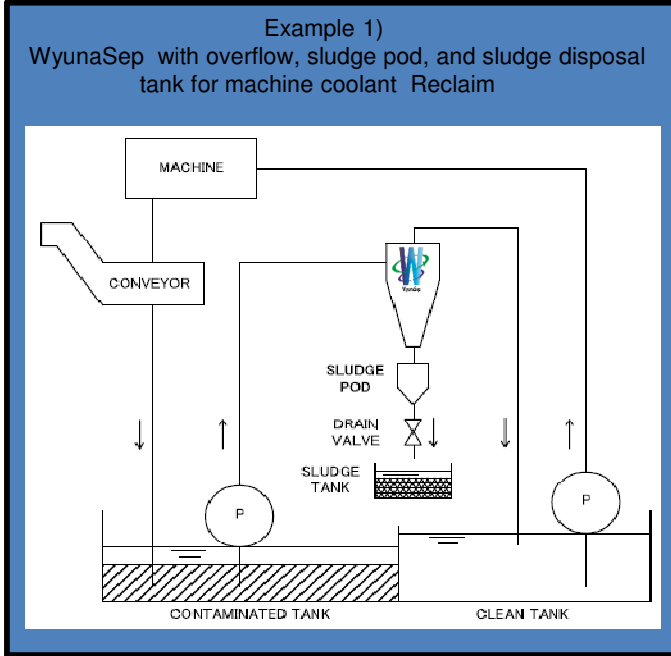 Example 1)
WyunaSep with overflow, sludge pod, and sludge disposal
tank for machine coolant Reclaim
MACHINE
CONVEYOR
W
WyunaSep
SLUDGE
POD
DRAIN
VALVE
SLUDGE
TANK
P
P
CONTAMINATED TANK
CLEAN TANK